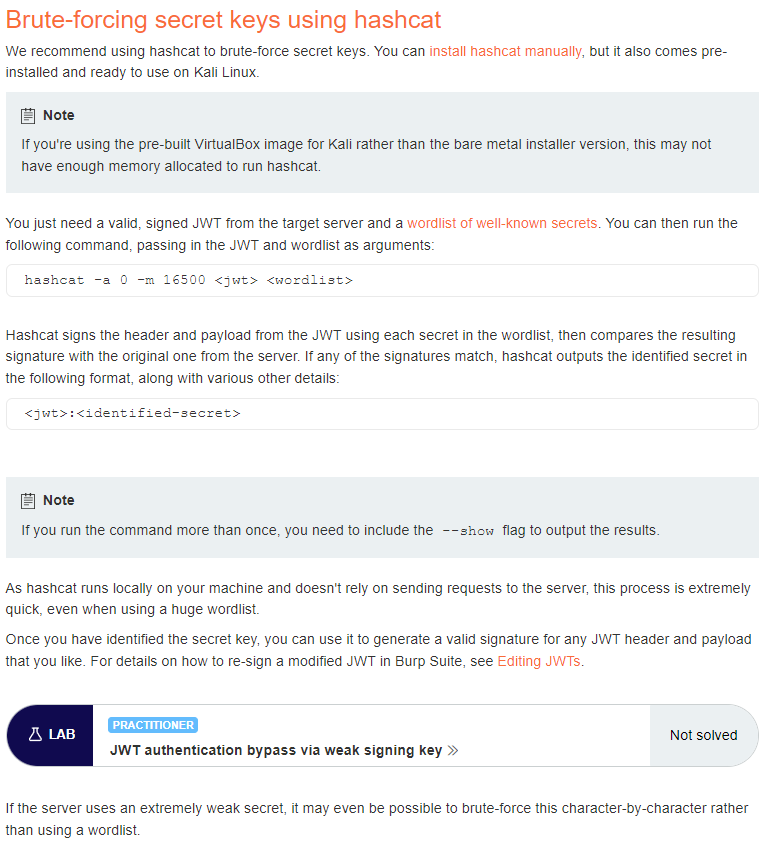 Brute-forcing secret keys using hashcat
We recommend using hashcat to brute-force secret keys. You can install hashcat manually, but it also comes pre-
installed and ready to use on Kali Linux.
Note
If you're using the pre-built VirtualBox image for Kali rather than the bare metal installer version, this may not
have enough memory allocated to run hashcat.
You just need a valid, signed JWT from the target server and a wordlist of well-known secrets. You can then run the
following command, passing in the JWT and wordlist as arguments:
hashcat -a 0 -m 16500 <jwt> <wordlist>
Hashcat signs the header and payload from the JWT using each secret in the wordlist, then compares the resulting
signature with the original one from the server. If any of the signatures match, hashcat outputs the identified secret in
the following format, along with various other details:
<jwt>:<identified-secret>
Note
If you run the command more than once, you need to include the --show flag to output the results.
As hashcat runs locally on your machine and doesn't rely on sending requests to the server, this process is extremely
quick, even when using a huge wordlist.
Once you have identified the secret key, you can use it to generate a valid signature for any JWT header and payload
that you like. For details on how to re-sign a modified JWT in Burp Suite, see Editing JWTs.
LAB
PRACTITIONER
JWT authentication bypass via weak signing key
Not solved
If the server uses an extremely weak secret, it may even be possible to brute-force this character-by-character rather
than using a wordlist.